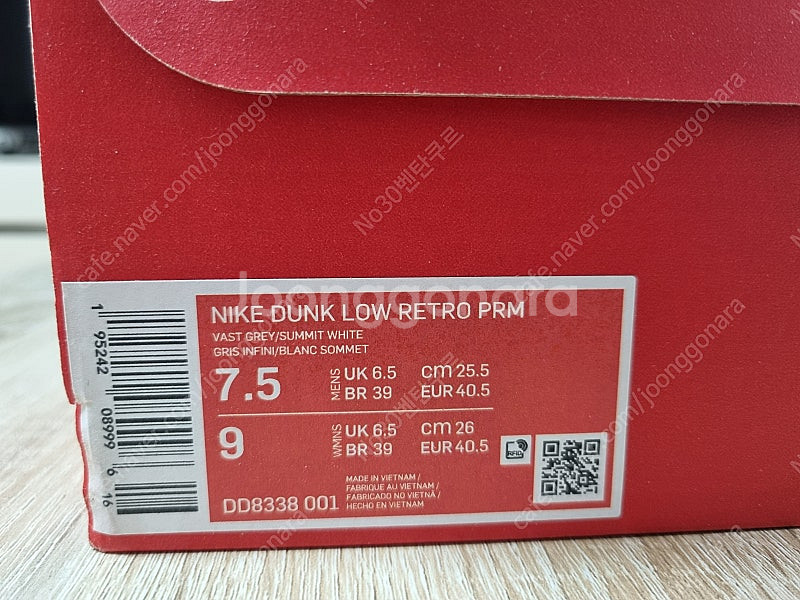 Joonggonara
NIKE DUNK LOW RETRO PRM
VAST GREY/SUMMIT WHITE
GRIS INFINI/BLANC SOMMET
7.5 MENS UK 6.5 cm 25.5
BR 39 EUR 40.5
9 WMNS UK 6.5 cm 26
BR 39 EUR 40.5
RFID
DD8338 001
MADE IN VIETNAM /
FABRIQUE AU VIETNAM /
FABRICADO NO VIETNÃ /
HECHO EN VIETNAM
1 95242 08999 6 16
No30벤탄쿠르
cafe.naver.com/joonggonara